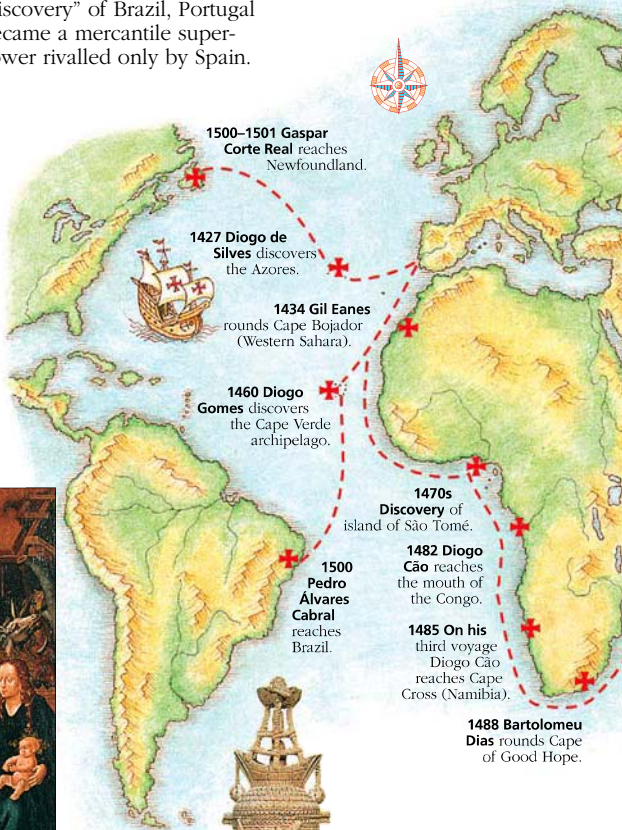 iscovery” of Brazil, Portugal
ecame a mercantile super-
ower rivalled only by Spain.
1500–1501 Gaspar
Corte Real reaches
Newfoundland.
1427 Diogo de
Silves discovers
the Azores.
1434 Gil Eanes
rounds Cape Bojador
(Western Sahara).
1460 Diogo
Gomes discovers
the Cape Verde
archipelago.
1470s
Discovery of
island of São Tomé.
1500
Pedro
Álvares
Cabral
reaches
Brazil.
1482 Diogo
Cão reaches
the mouth of
the Congo.
1485 On his
third voyage
Diogo Cão
reaches Cape
Cross (Namibia).
1488 Bartolomeu
Dias rounds Cape
of Good Hope.